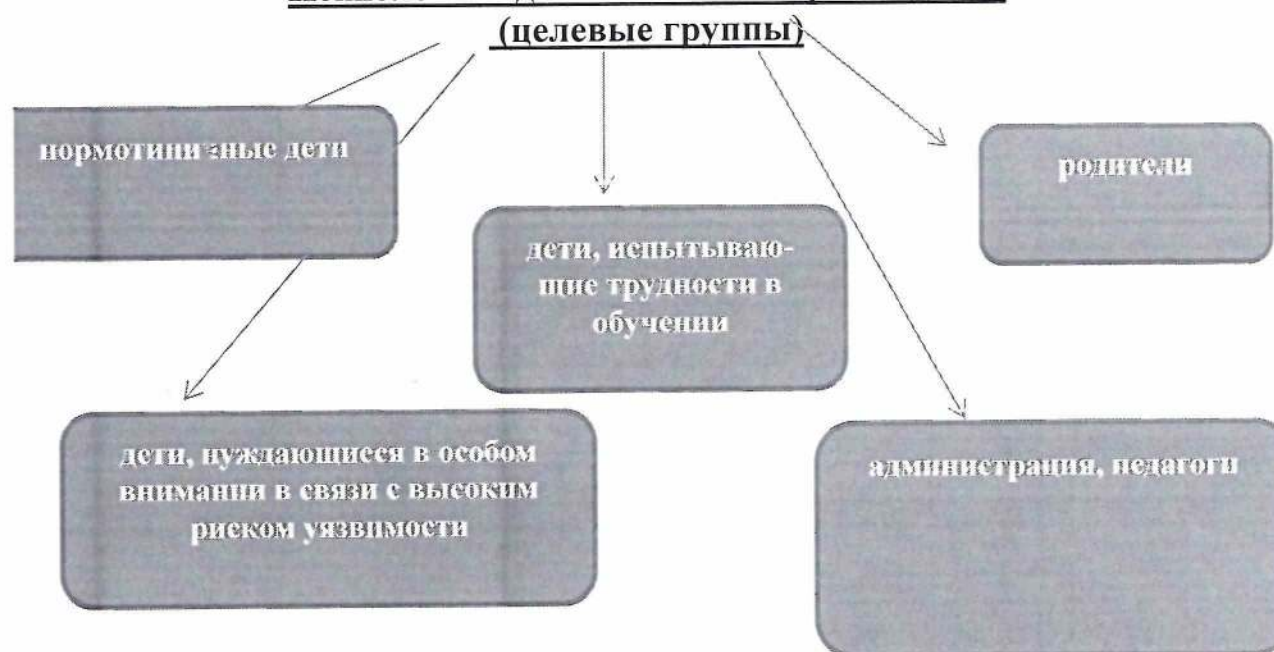 (целевые группы)
нормотипичные дети
родители
дети, испытываю-
щие трудности в
обучении
дети, нуждающиеся в особом
внимании в связи с высоким
риском уязвимости
администрация, педагоги